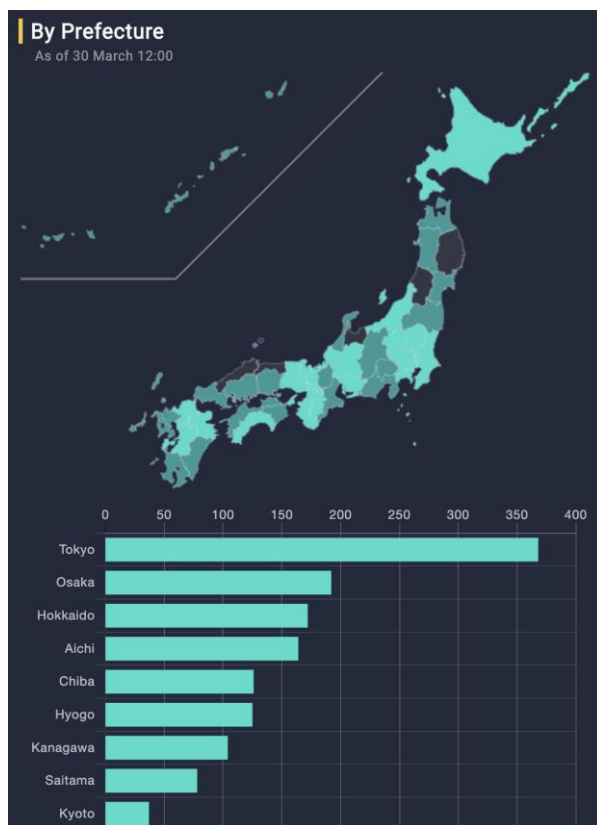 By Prefecture
As of 30 March 12:00
0 50 100 150 200 250 300 350 400
Tokyo
Osaka
Hokkaido
Aichi
Chiba
Hyogo
Kanagawa
Saitama
Kyoto